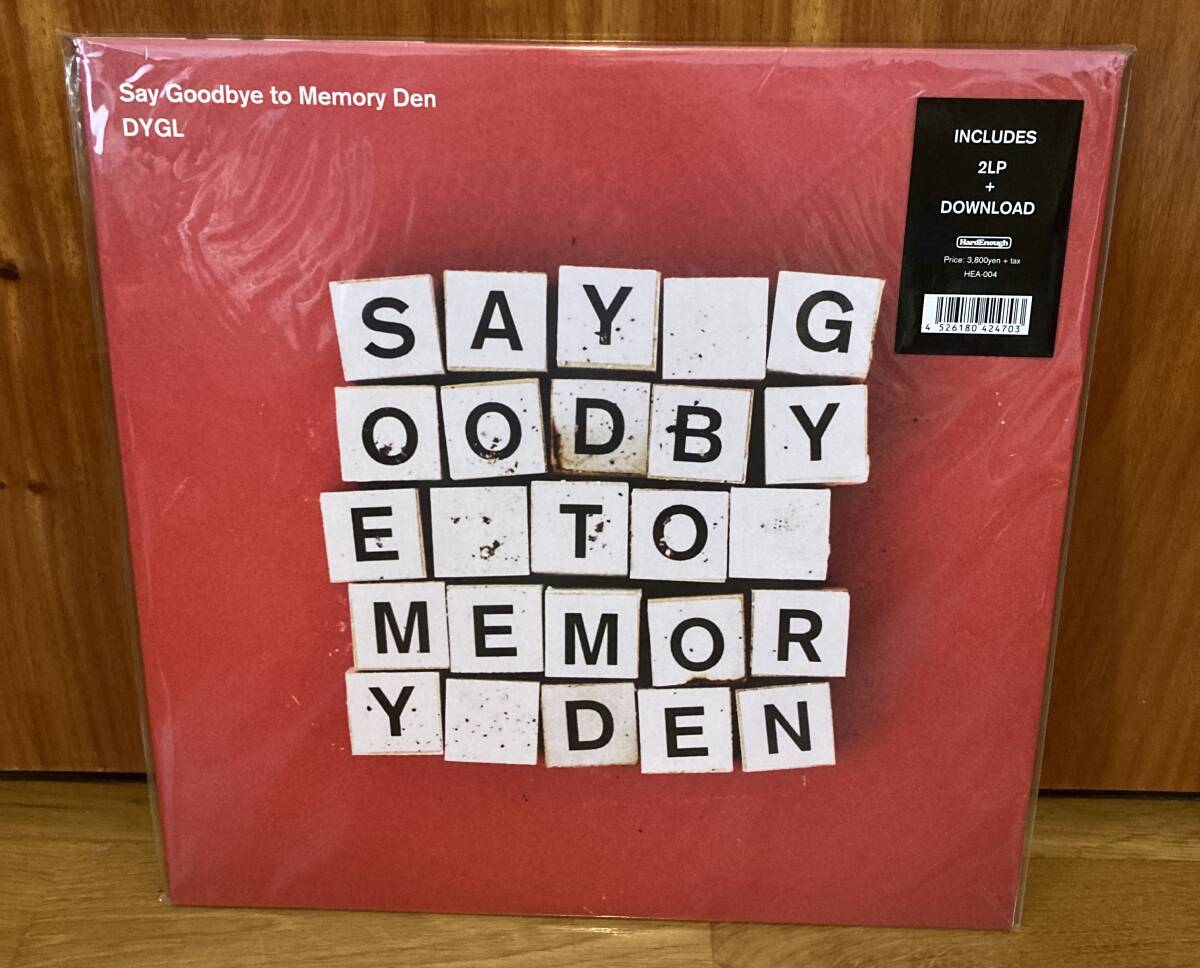 Say Goodbye to Memory Den
DYGL
INCLUDES
2LP
+
DOWNLOAD
HardEnough
Price: 3,800yen + tax
HEA-004
4 526180 424703
SAY G
OODBY
E TO
MEMOR
Y DEN